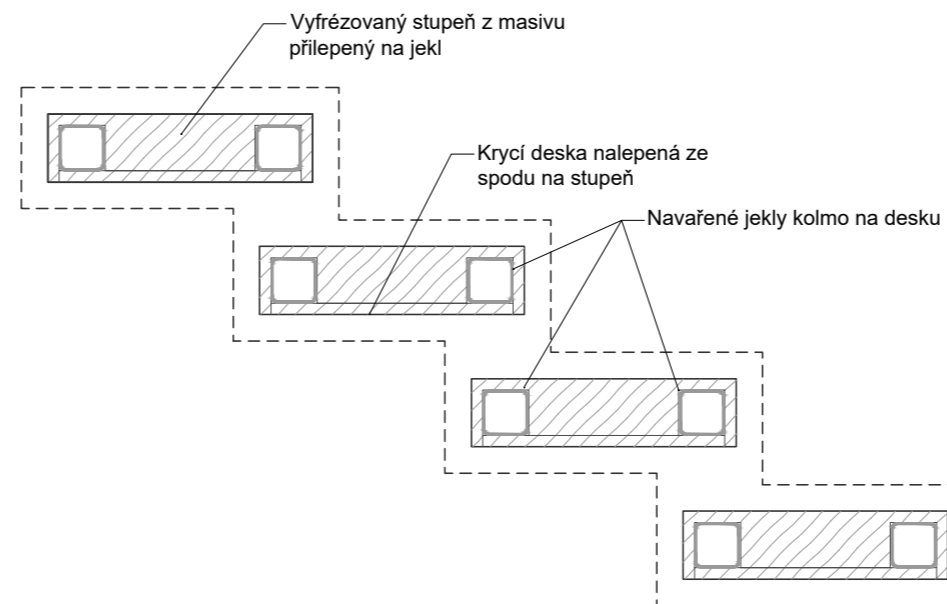 Vyfrézovaný stupeň z masivu
přilepený na jekl
Krycí deska nalepená ze
spodu na stupeň
Navařené jekly kolmo na desku